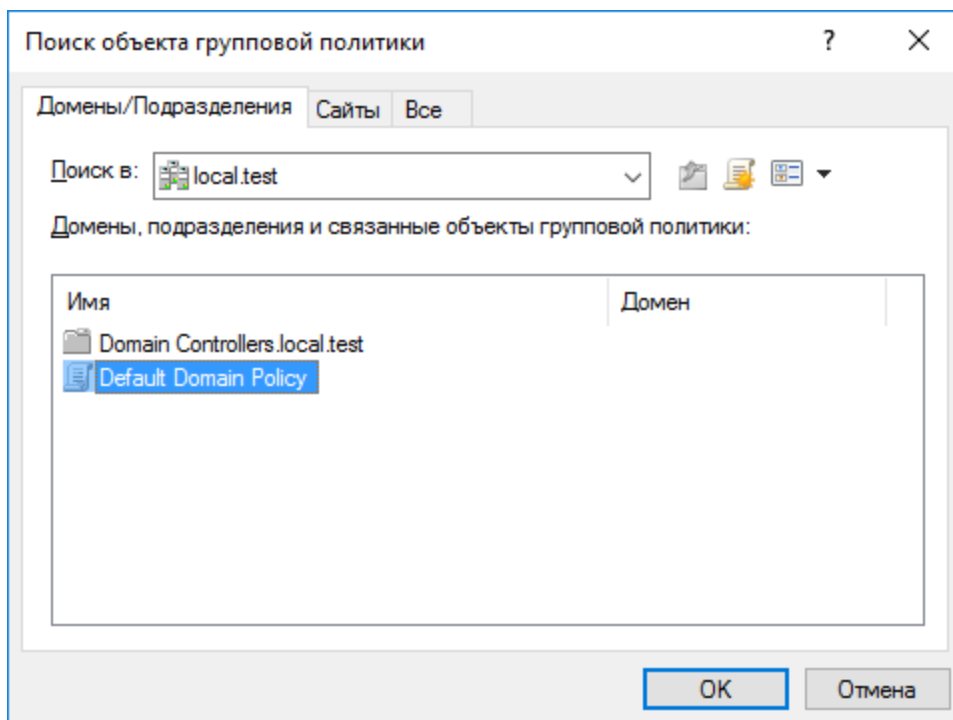 Поиск объекта групповой политики ? ×
Домены/Подразделения Сайты Все
Поиск в: local.test
Домены, подразделения и связанные объекты групповой политики:
Имя Домен
Domain Controllers.local.test
Default Domain Policy
OK Отмена